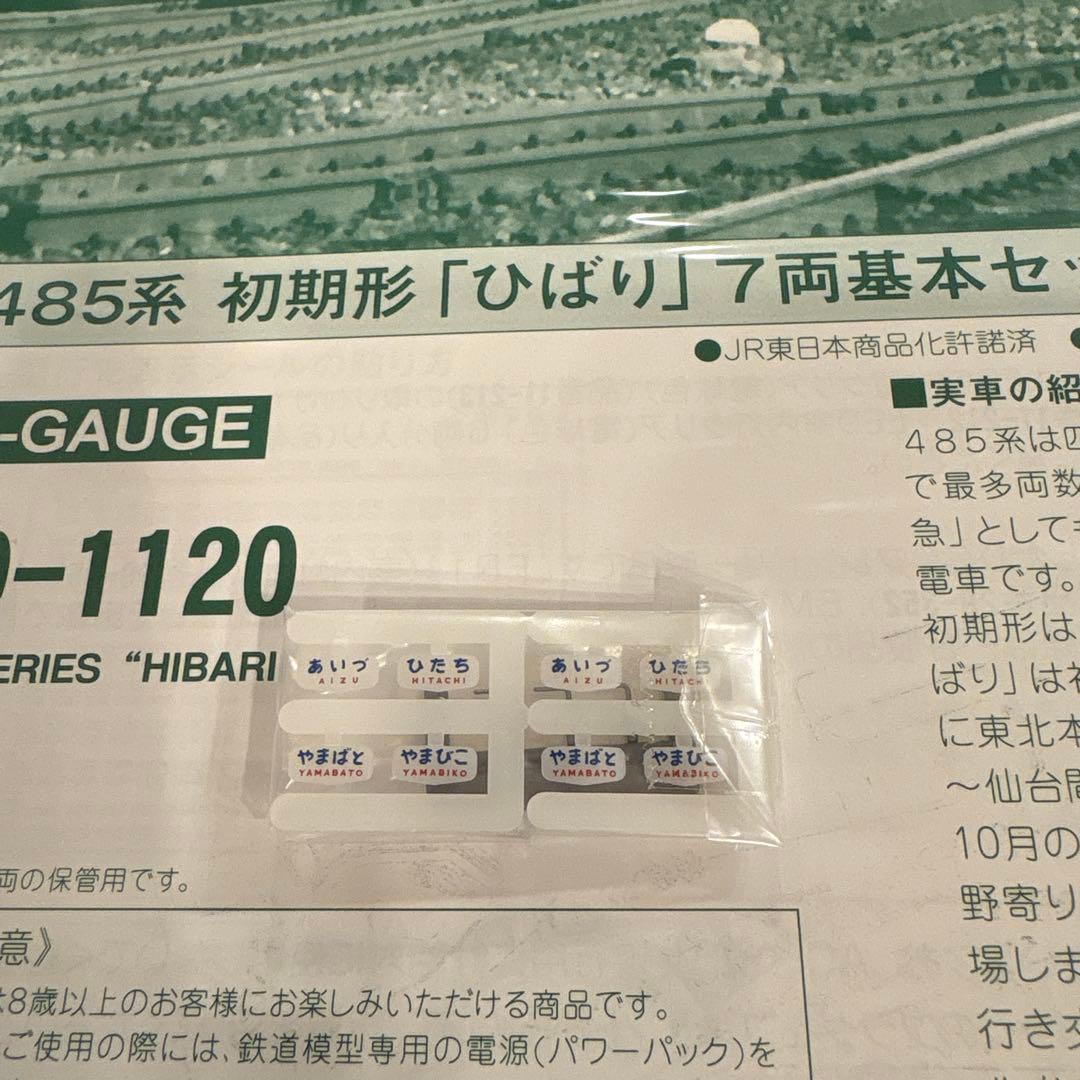 485系 初期形「ひばり」7両基本セッ
●JR東日本商品化許諾済
-GAUGE
-1120
ERIES “HIBARI
あいづ ひたち あいづ ひたち
AIZU HITACHI AIZU HITACHI
やまばと やまびこ やまばと やまびこ
YAMABATO YAMABIKO YAMABATO YAMABIKO
両の保管用です。
意》
は8歳以上のお客様にお楽しみいただける商品です。
ご使用の際には、鉄道模型専用の電源(パワーパック)を
■実車の紹
485系は四
で最多両数
急」としても
電車です。
初期形は
ばり」は初
に東北本
～仙台間
10月の
野寄り
場しま
行き交